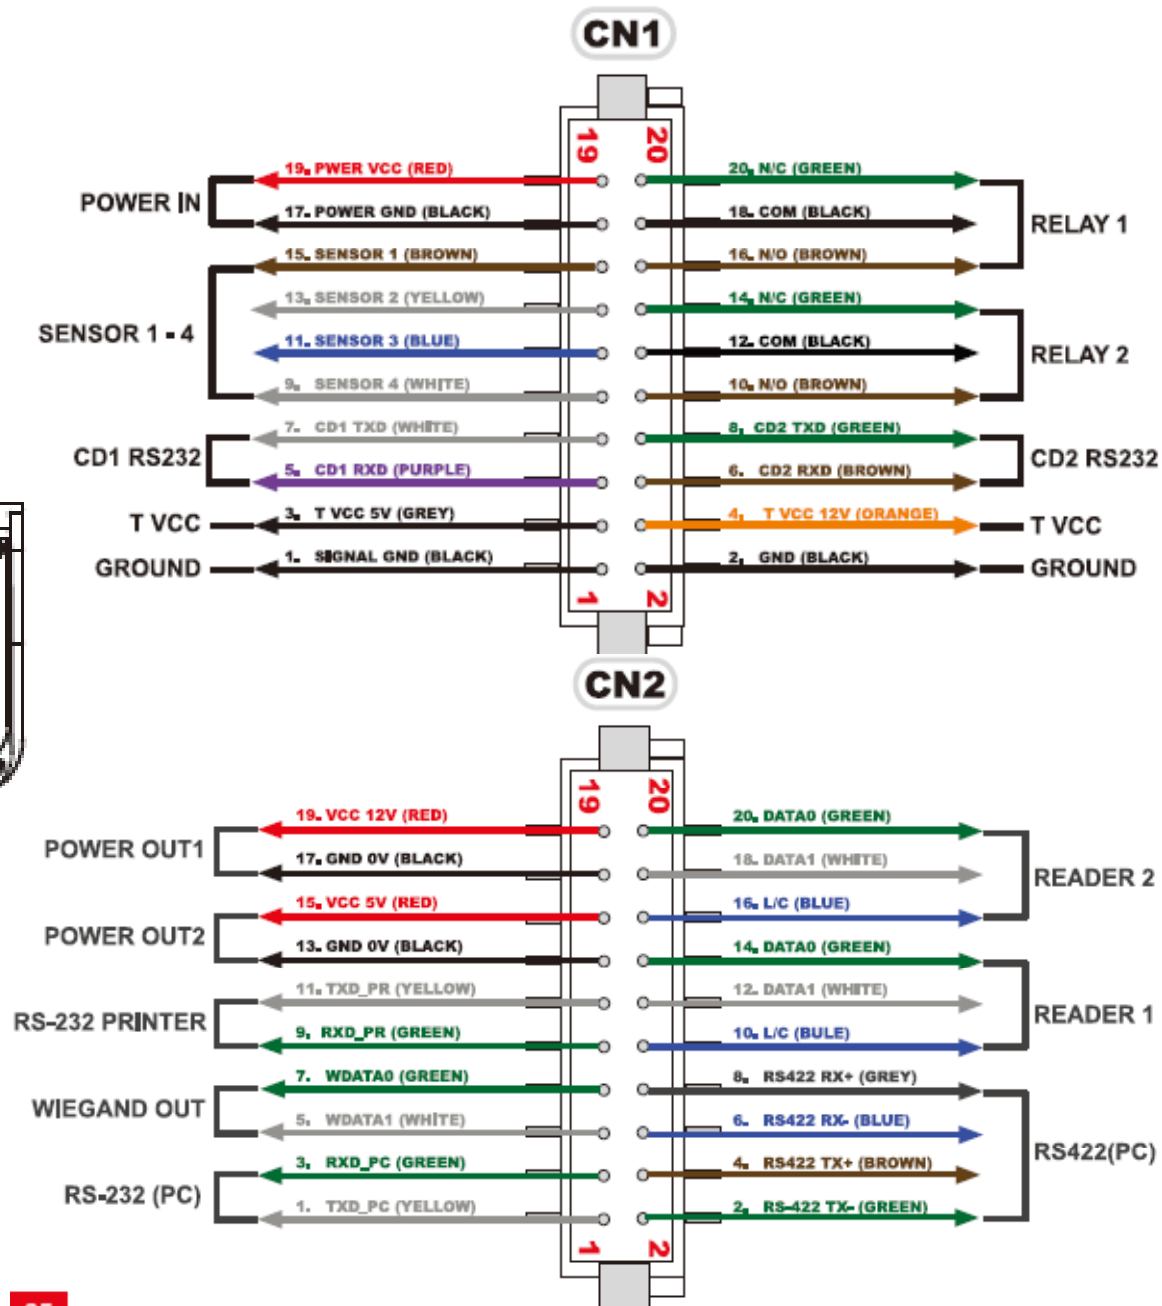 CN1
19 20
19. PWER VCC (RED) 20. N/C (GREEN)
POWER IN
17. POWER GND (BLACK) 18. COM (BLACK)
RELAY 1
15. SENSOR 1 (BROWN) 16. N/O (BROWN)
13. SENSOR 2 (YELLOW) 14. N/C (GREEN)
SENSOR 1 - 4
11. SENSOR 3 (BLUE) 12. COM (BLACK)
RELAY 2
9. SENSOR 4 (WHITE) 10. N/O (BROWN)
7. CD1 TXD (WHITE) 8. CD2 TXD (GREEN)
CD1 RS232 CD2 RS232
5. CD1 RXD (PURPLE) 6. CD2 RXD (BROWN)
3. T VCC 5V (GREY) 4. T VCC 12V (ORANGE)
T VCC T VCC
1. SIGNAL GND (BLACK) 2. GND (BLACK)
GROUND GROUND
1 2
CN2
19 20
19. VCC 12V (RED) 20. DATA0 (GREEN)
POWER OUT1
17. GND 0V (BLACK) 18. DATA1 (WHITE)
READER 2
15. VCC 5V (RED) 16. L/C (BLUE)
POWER OUT2
13. GND 0V (BLACK) 14. DATA0 (GREEN)
11. TXD_PR (YELLOW) 12. DATA1 (WHITE)
RS-232 PRINTER READER 1
9. RXD_PR (GREEN) 10. L/C (BULE)
7. WDATA0 (GREEN) 8. RS422 RX+ (GREY)
WIEGAND OUT
5. WDATA1 (WHITE) 6. RS422 RX- (BLUE)
RS422(PC)
3. RXD_PC (GREEN) 4. RS422 TX+ (BROWN)
RS-232 (PC)
1. TXD_PC (YELLOW) 2. RS-422 TX- (GREEN)
1 2